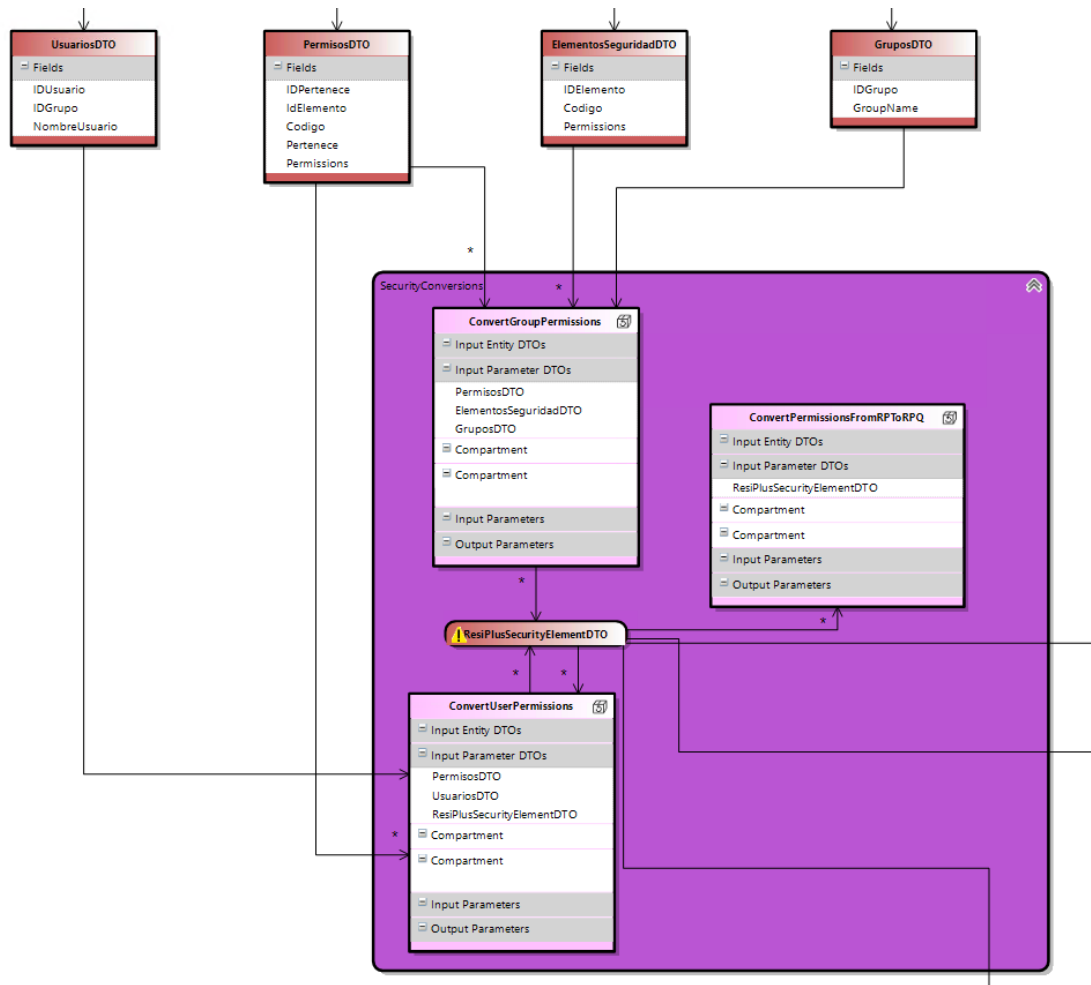 UsuariosDTO
Fields
IDUsuario
IDGrupo
NombreUsuario
PermisosDTO
Fields
IDPertenece
IdElemento
Codigo
Pertenece
Permissions
ElementosSeguridadDTO
Fields
IDElemento
Codigo
Permissions
GruposDTO
Fields
IDGrupo
GroupName
*
*
SecurityConversions
ConvertGroupPermissions
Input Entity DTOs
Input Parameter DTOs
PermisosDTO
ElementosSeguridadDTO
GruposDTO
Compartment
Compartment
Input Parameters
Output Parameters
ConvertPermissionsFromRPToRPQ
Input Entity DTOs
Input Parameter DTOs
ResiPlusSecurityElementDTO
Compartment
Compartment
Input Parameters
Output Parameters
*
*
ResiPlusSecurityElementDTO
*
*
ConvertUserPermissions
Input Entity DTOs
Input Parameter DTOs
PermisosDTO
UsuariosDTO
ResiPlusSecurityElementDTO
*
Compartment
Compartment
Input Parameters
Output Parameters